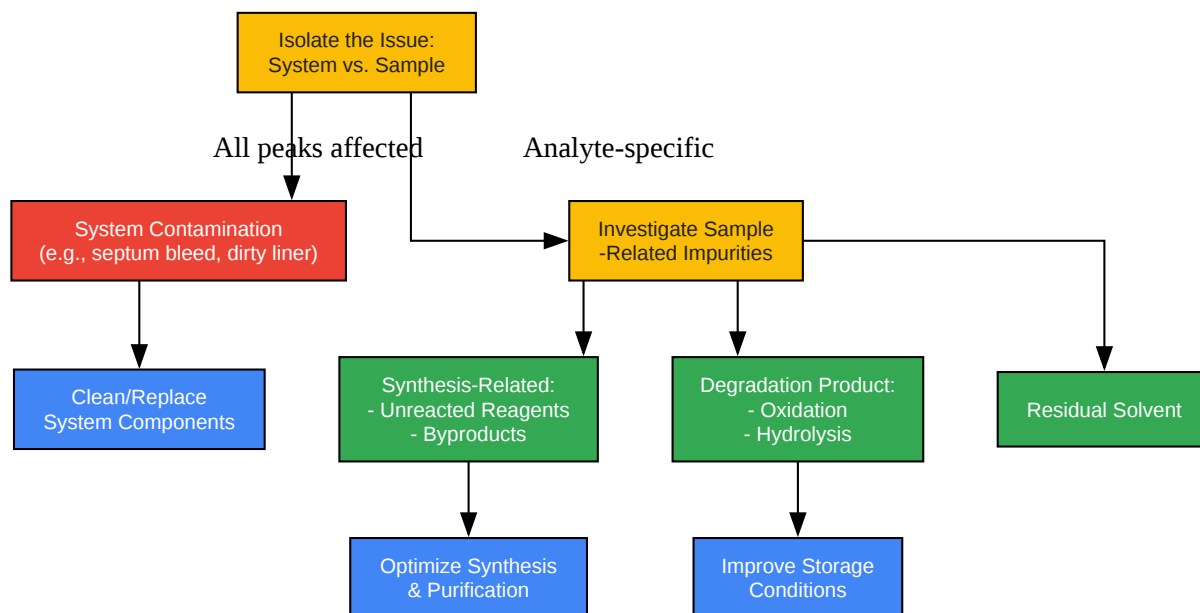 Isolate the Issue:
System vs. Sample
All peaks affected
Analyte-specific
System Contamination
(e.g., septum bleed, dirty liner)
Investigate Sample
-Related Impurities
Clean/Replace
System Components
Synthesis-Related:
- Unreacted Reagents
- Byproducts
Degradation Product:
- Oxidation
- Hydrolysis
Residual Solvent
Optimize Synthesis
& Purification
Improve Storage
Conditions